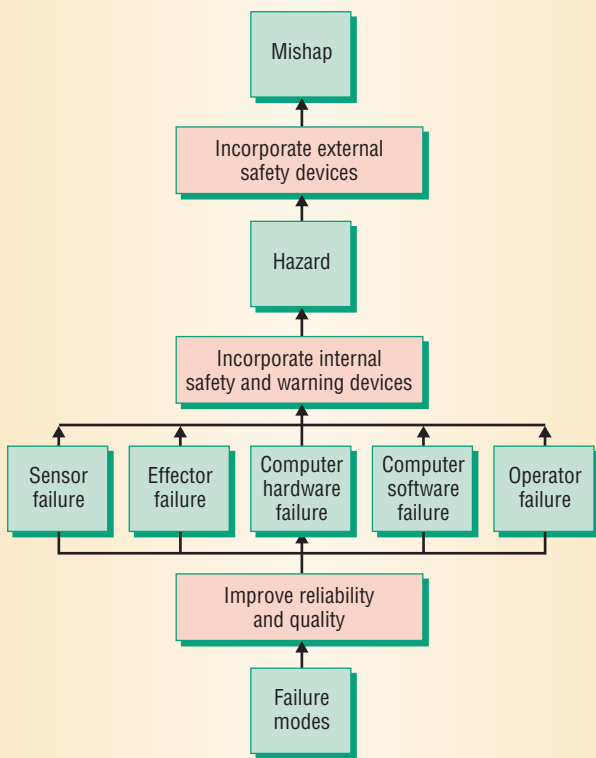 Mishap
Incorporate external
safety devices
Hazard
Incorporate internal
safety and warning devices
Sensor
failure
Effector
failure
Computer
hardware
failure
Computer
software
failure
Operator
failure
Improve reliability
and quality
Failure
modes